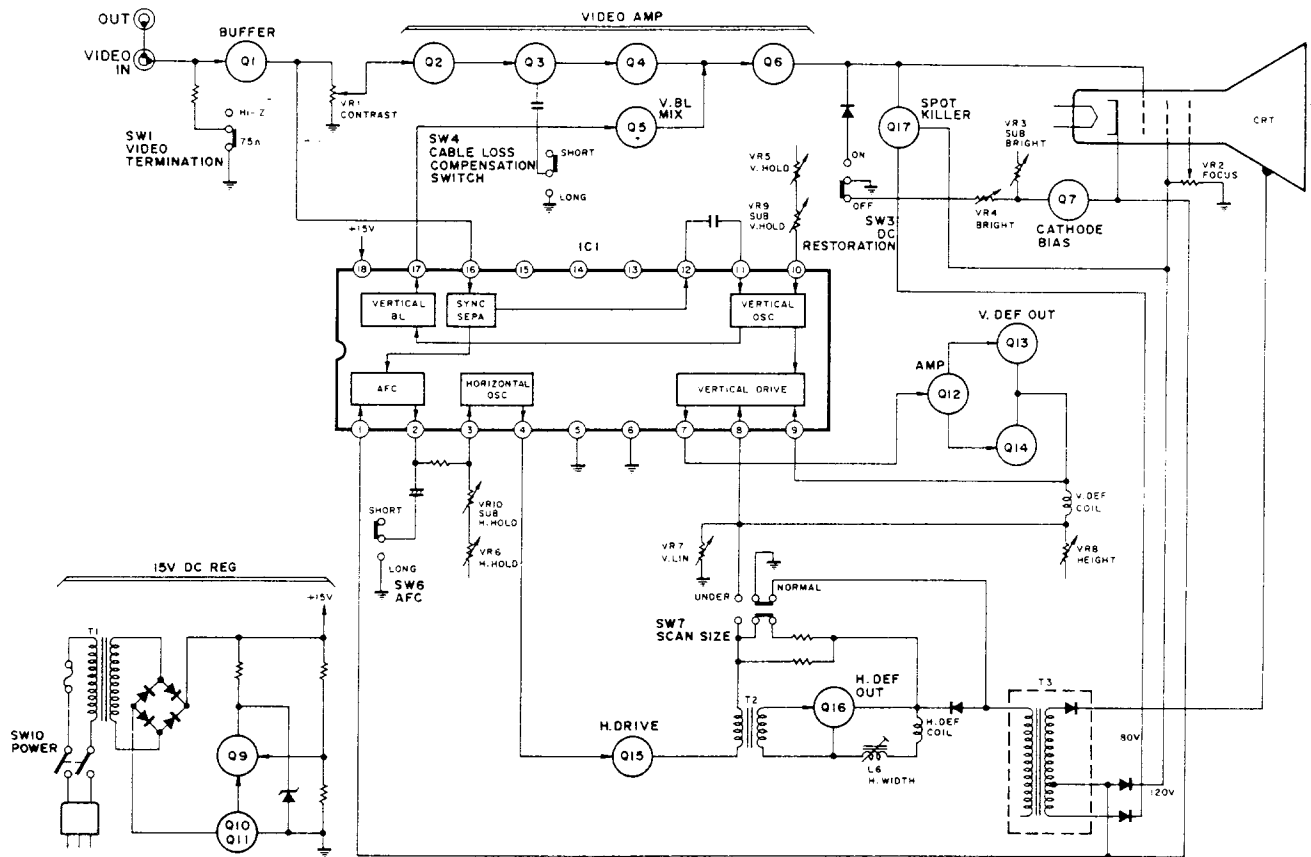 VIDEO AMP
OUT
VIDEO
IN
BUFFER
Q1
Q2
Q3
Q4
Q6
VR1
CONTRAST
Hi-Z
75Ω
SW1
VIDEO
TERMINATION
V.BL
MIX
Q5
SW4
CABLE LOSS
COMPENSATION
SWITCH
SHORT
LONG
VR5
V. HOLD
VR9
SUB
V.HOLD
ON
OFF
SW3
DC
RESTORATION
SPOT
KILLER
Q17
VR3
SUB
BRIGHT
VR4
BRIGHT
Q7
CATHODE
BIAS
CRT
VR2
FOCUS
+15V
IC1
18
17
16
15
14
13
12
11
10
VERTICAL
BL
SYNC
SEPA
VERTICAL
OSC
AFC
HORIZONTAL
OSC
VERTICAL DRIVE
1
2
3
4
5
6
7
8
9
V. DEF OUT
Q13
AMP
Q12
Q14
V.DEF
COIL
VR8
HEIGHT
SHORT
LONG
SW6
AFC
VR10
SUB
H.HOLD
VR6
H.HOLD
VR7
V.LIN
UNDER
NORMAL
SW7
SCAN SIZE
15V DC REG
+15V
T1
SW10
POWER
Q9
Q10
Q11
H.DRIVE
Q15
T2
H.DEF
OUT
Q16
H.DEF
COIL
L6
H.WIDTH
T3
80V
120V